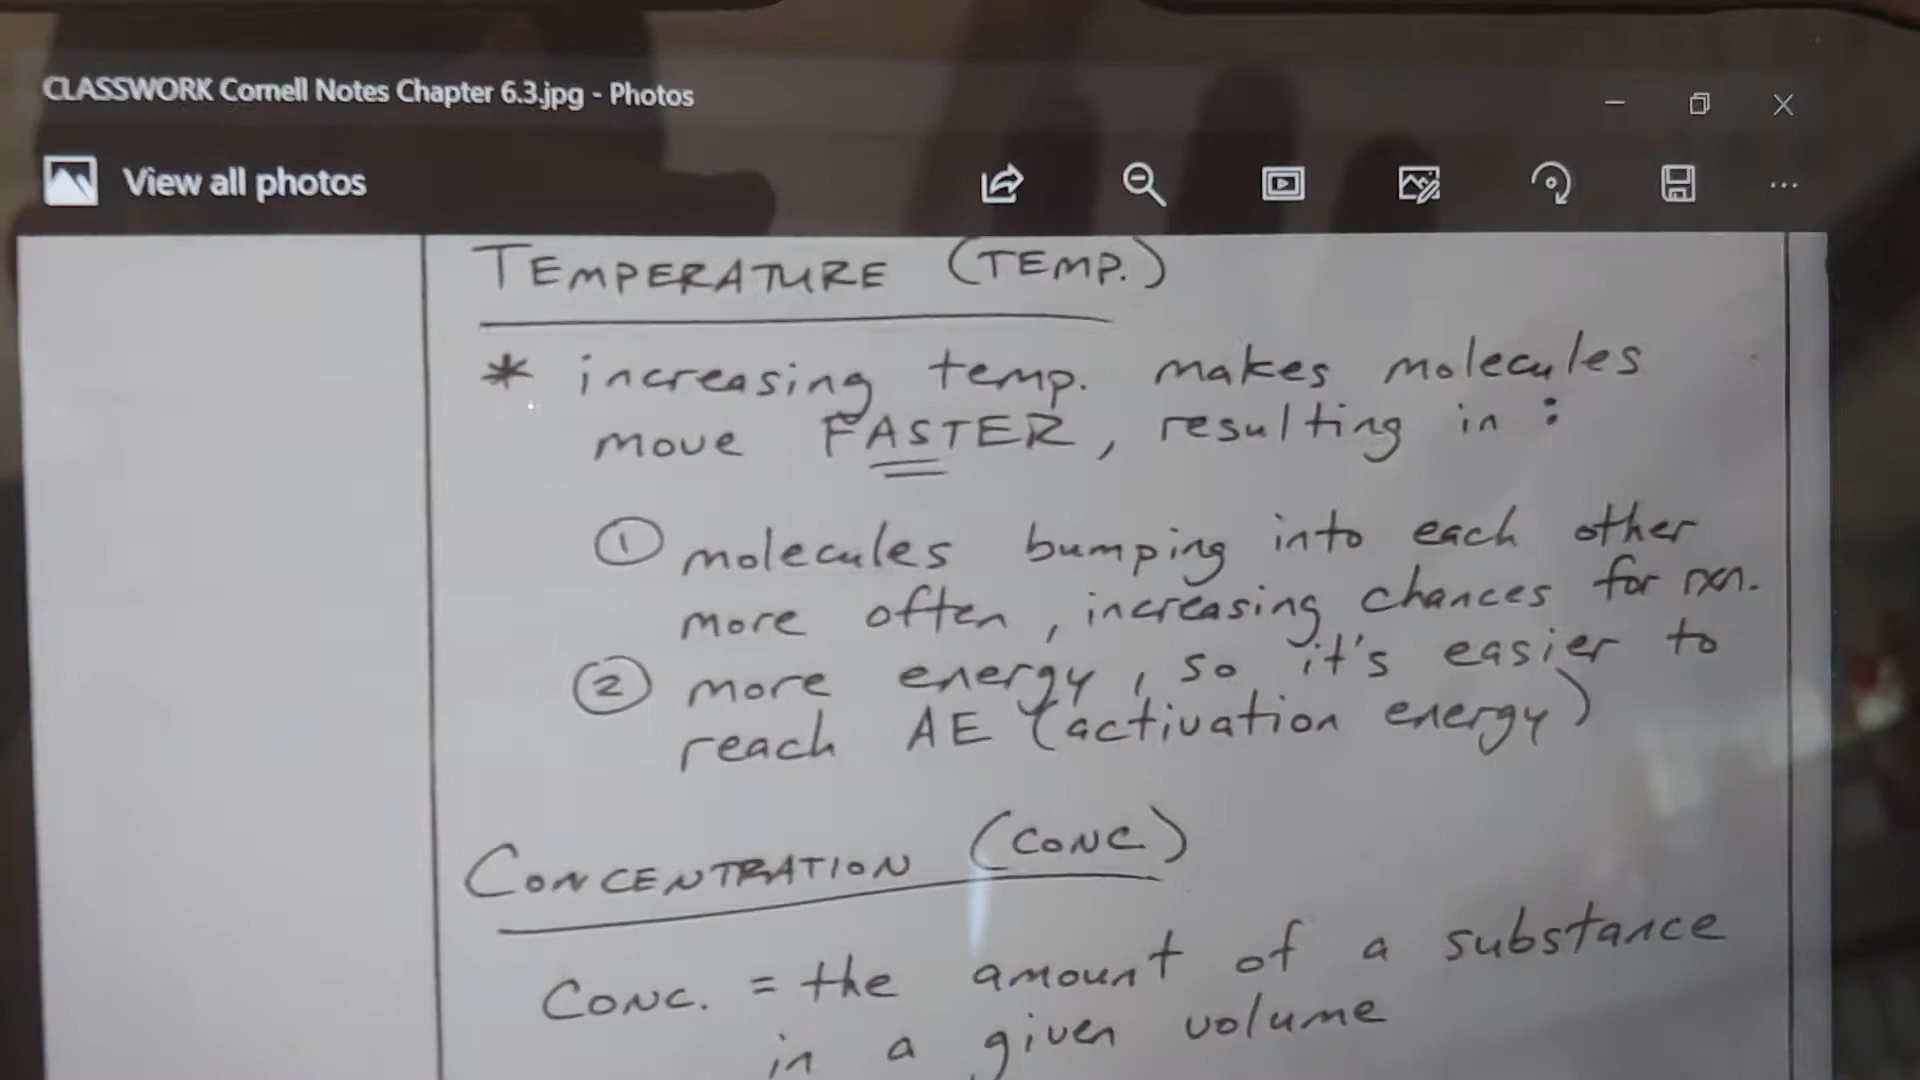 CLASSWORK Cornell Notes Chapter 6.3.jpg - Photos
View all photos
TEMPERATURE (TEMP.)
* increasing temp. makes molecules
move FASTER, resulting in:
① molecules bumping into each other
more often, increasing chances for rxn.
② more energy, so it's easier to
reach AE (activation energy)
CONCENTRATION (CONC)
CONC. = the amount of a substance
in a given volume